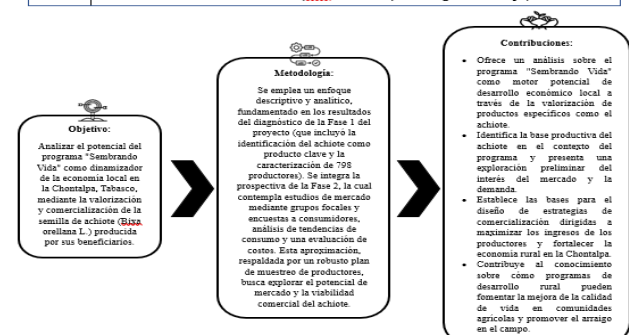 Objetivo:
Analizar el potencial del
programa "Sembrando
Vida" como dinamizador
de la economía local en
la Chontalpa, Tabasco,
mediante la valorización
y comercialización de la
semilla de achiote (Bixa
orellana L.) producida
por sus beneficiarios.
Metodología:
Se emplea un enfoque
descriptivo y analítico,
fundamentado en los resultados
del diagnóstico de la Fase 1 del
proyecto (que incluyó la
identificación del achiote como
producto clave y la
caracterización de 798
productores). Se integra la
prospectiva de la Fase 2, la cual
contempla estudios de mercado
mediante grupos focales y
encuestas a consumidores,
análisis de tendencias de
consumo y una evaluación de
costos. Esta aproximación,
respaldada por un robusto plan
de muestreo de productores,
busca explorar el potencial de
mercado y la viabilidad
comercial del achiote.
Contribuciones:
• Ofrece un análisis sobre el
programa "Sembrando Vida"
como motor potencial de
desarrollo económico local a
través de la valorización de
productos específicos como el
achiote.
• Identifica la base productiva del
achiote en el contexto del
programa y presenta una
exploración preliminar del
interés del mercado y la
demanda.
• Establece las bases para el
diseño de estrategias de
comercialización dirigidas a
maximizar los ingresos de los
productores y fortalecer la
economía rural en la Chontalpa.
• Contribuye al conocimiento
sobre cómo programas de
desarrollo rural pueden
fomentar la mejora de la calidad
de vida en comunidades
agrícolas y promover el arraigo
en el campo.